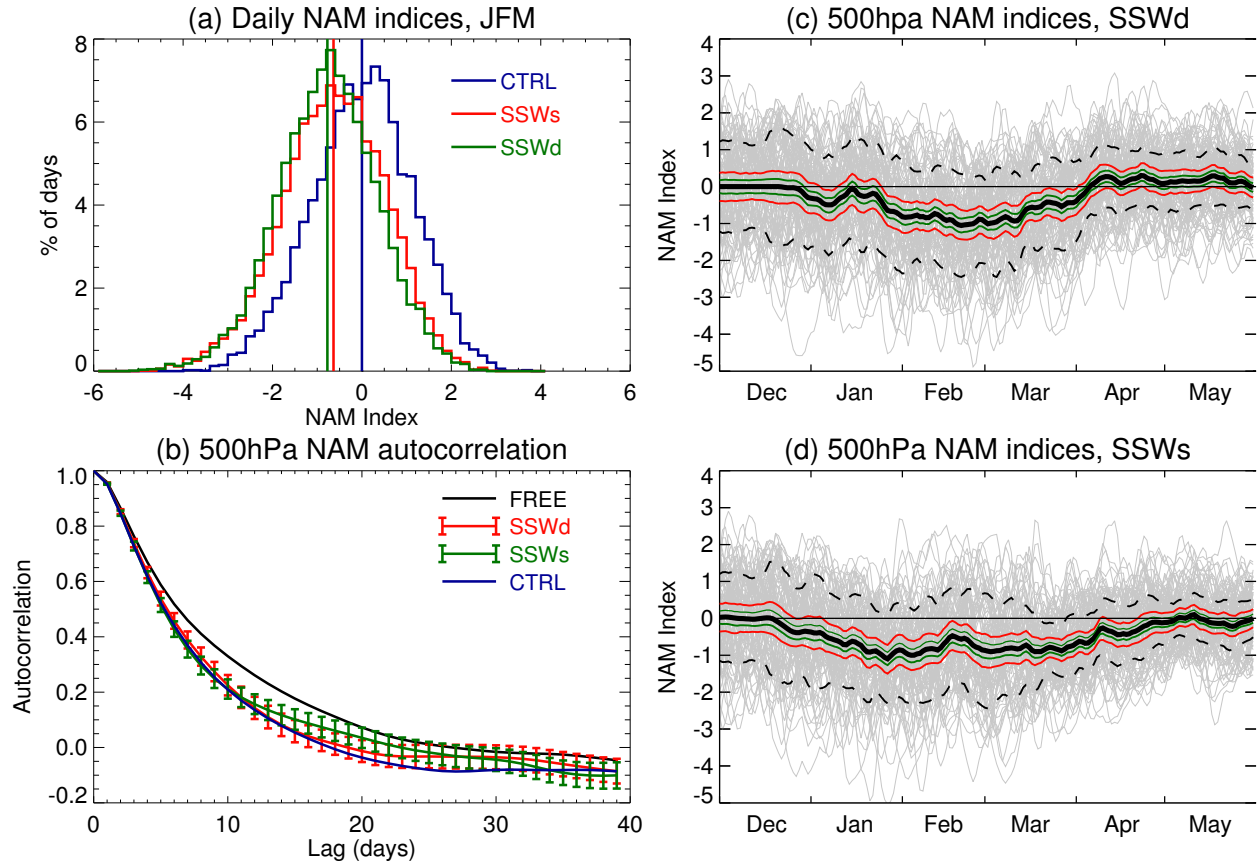 (a) Daily NAM indices, JFM
8
6
4
2
0
% of days
CTRL
SSWs
SSWd
-6 -4 -2 0 2 4 6
NAM Index
(b) 500hPa NAM autocorrelation
1.0
0.8
0.6
0.4
0.2
0.0
-0.2
Autocorrelation
FREE
SSWd
SSWs
CTRL
0 10 20 30 40
Lag (days)
(c) 500hpa NAM indices, SSWd
4
3
2
1
0
-1
-2
-3
-4
-5
NAM Index
Dec Jan Feb Mar Apr May
(d) 500hPa NAM indices, SSWs
4
3
2
1
0
-1
-2
-3
-4
-5
NAM Index
Dec Jan Feb Mar Apr May